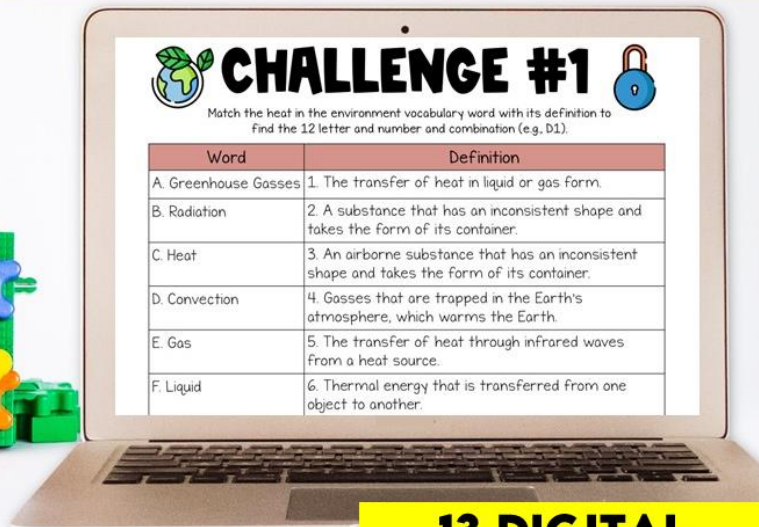 CHALLENGE #1
Match the heat in the environment vocabulary word with its definition to
find the 12 letter and number and combination (e.g., D1).
Word
Definition
A. Greenhouse Gasses
1. The transfer of heat in liquid or gas form.
B. Radiation
2. A substance that has an inconsistent shape and
takes the form of its container.
C. Heat
3. An airborne substance that has an inconsistent
shape and takes the form of its container.
D. Convection
4. Gasses that are trapped in the Earth's
atmosphere, which warms the Earth.
E. Gas
5. The transfer of heat through infrared waves
from a heat source.
F. Liquid
6. Thermal energy that is transferred from one
object to another.